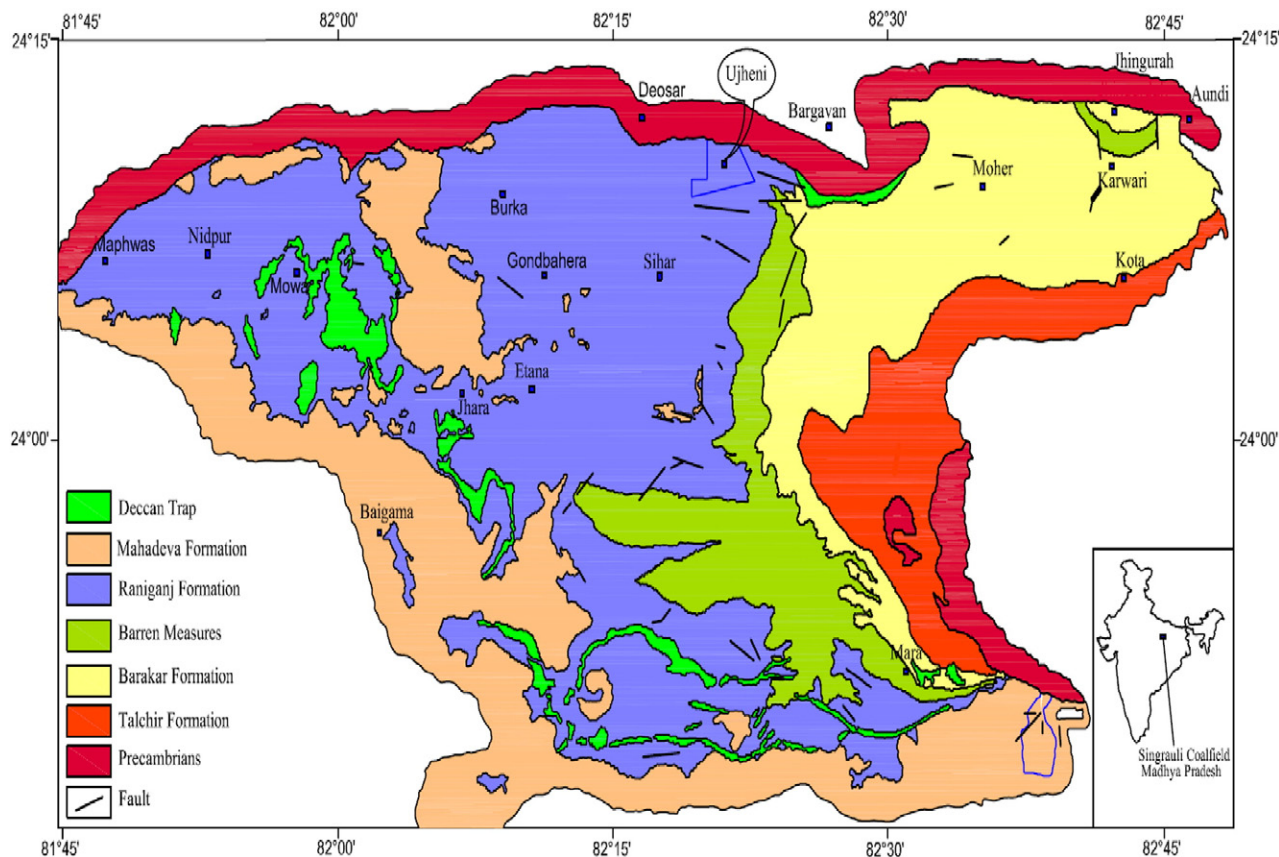 81°45'
82°00'
82°15'
82°30'
82°45'
24°15'
24°15'
Ujheni
Jhingurah
Deosar
Bargavan
Aundi
Moher
Karwari
Burka
Maphwas
Nidpur
Gondbahera
Sihar
Kota
Mowa
Etana
Jhara
24°00'
24°00'
Baigama
Mara
Deccan Trap
Mahadeva Formation
Raniganj Formation
Barren Measures
Barakar Formation
Talchir Formation
Precambrians
Fault
Singrauli Coalfield
Madhya Pradesh
81°45'
82°00'
82°15'
82°30'
82°45'